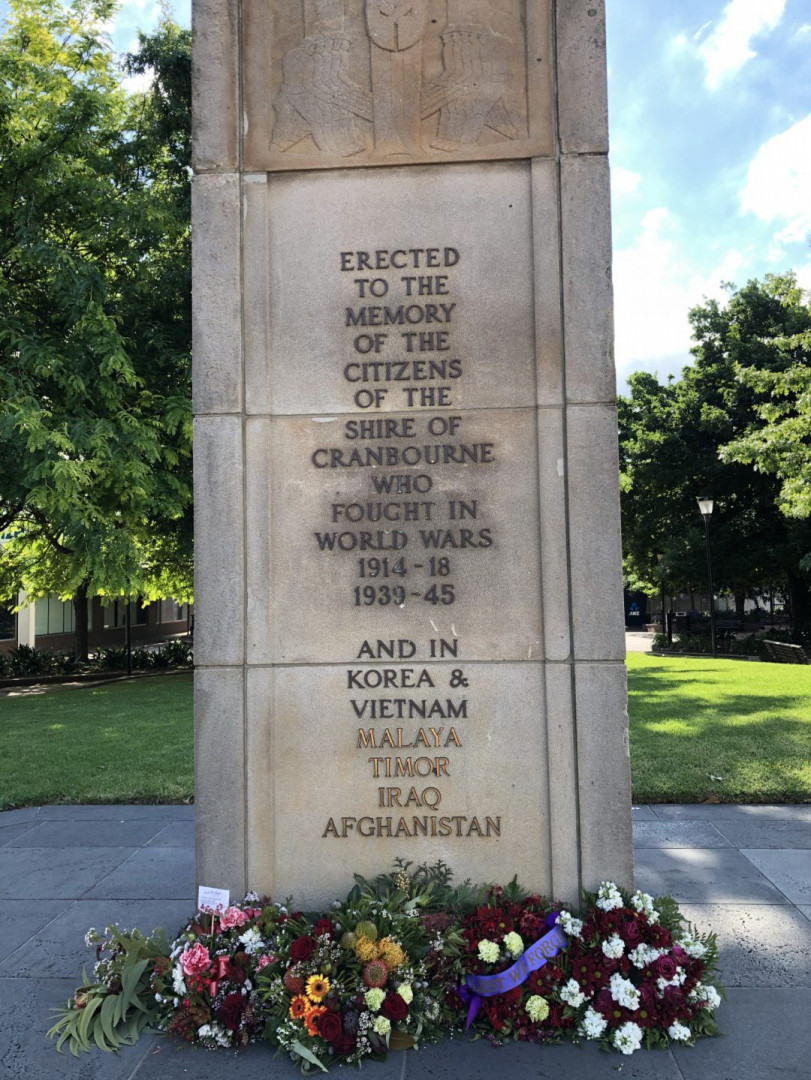 ERECTED
TO THE
MEMORY
OF THE
CITIZENS
OF THE
SHIRE OF
CRANBOURNE
WHO
FOUGHT IN
WORLD WARS
1914-18
1939-45
AND IN
KOREA &
VIETNAM
MALAYA
TIMOR
IRAQ
AFGHANISTAN